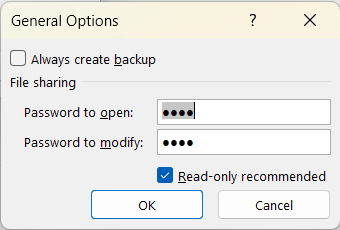 General Options ? ×
Always create backup
File sharing
Password to open: ●●●●
Password to modify: ●●●●
Read-only recommended
OK Cancel